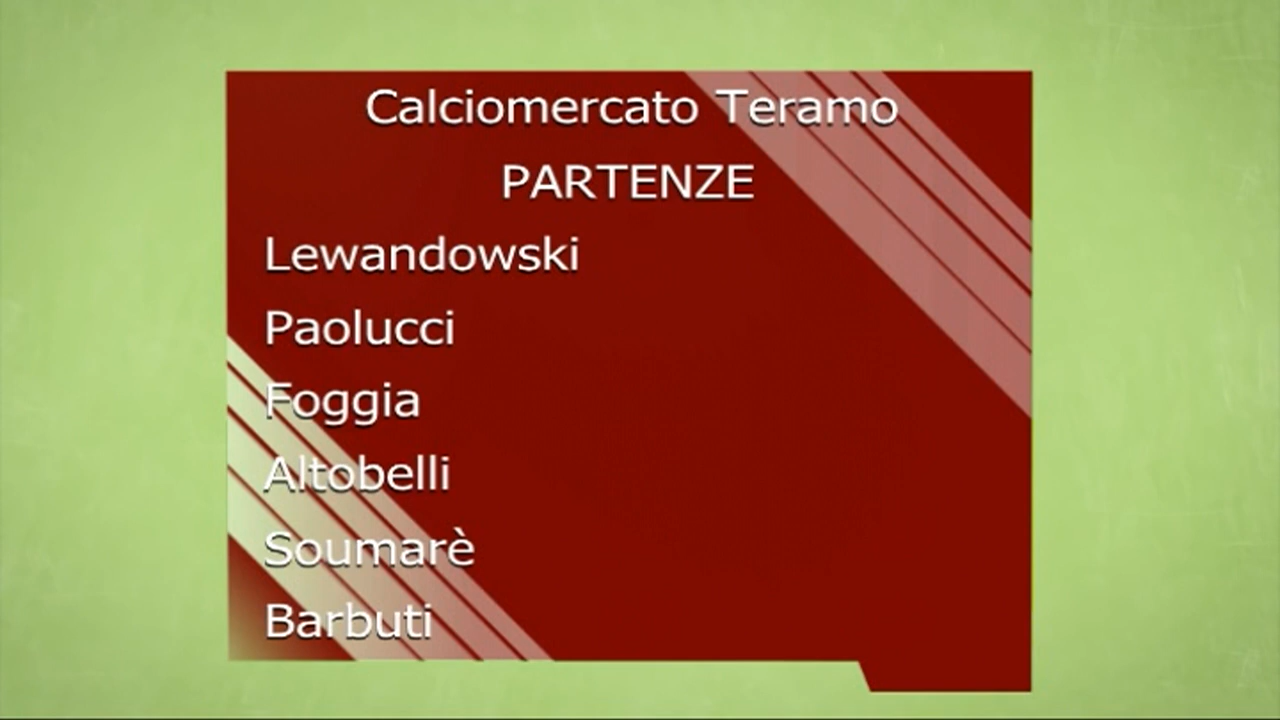 Calciomercato Teramo
PARTENZE
Lewandowski
Paolucci
Foggia
Altobelli
Soumarè
Barbuti